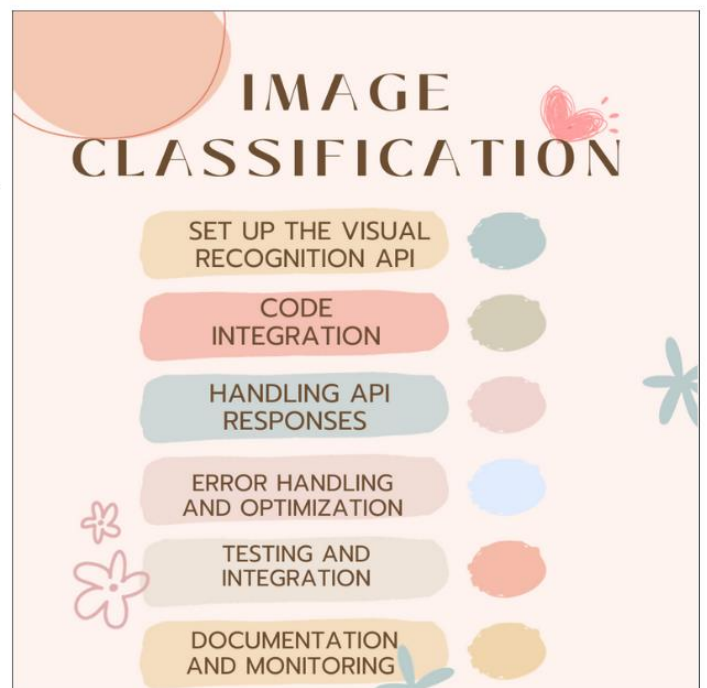 IMAGE
CLASSIFICATION
SET UP THE VISUAL
RECOGNITION API
CODE
INTEGRATION
HANDLING API
RESPONSES
ERROR HANDLING
AND OPTIMIZATION
TESTING AND
INTEGRATION
DOCUMENTATION
AND MONITORING